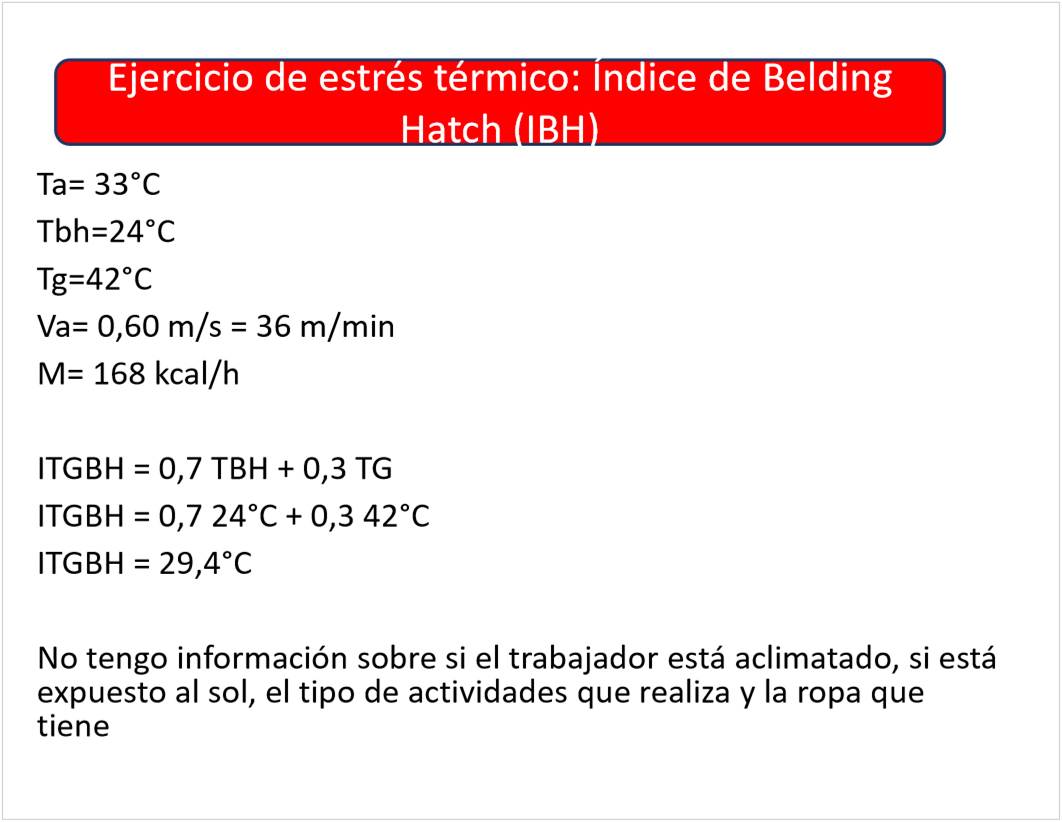 Ejercicio de estrés térmico: Índice de Belding
Hatch (IBH)
Ta= 33°C
Tbh=24°C
Tg=42°C
Va= 0,60 m/s = 36 m/min
M= 168 kcal/h
ITGBH = 0,7 TBH + 0,3 TG
ITGBH = 0,7 24°C + 0,3 42°C
ITGBH = 29,4°C
No tengo información sobre si el trabajador está aclimatado, si está
expuesto al sol, el tipo de actividades que realiza y la ropa que
tiene